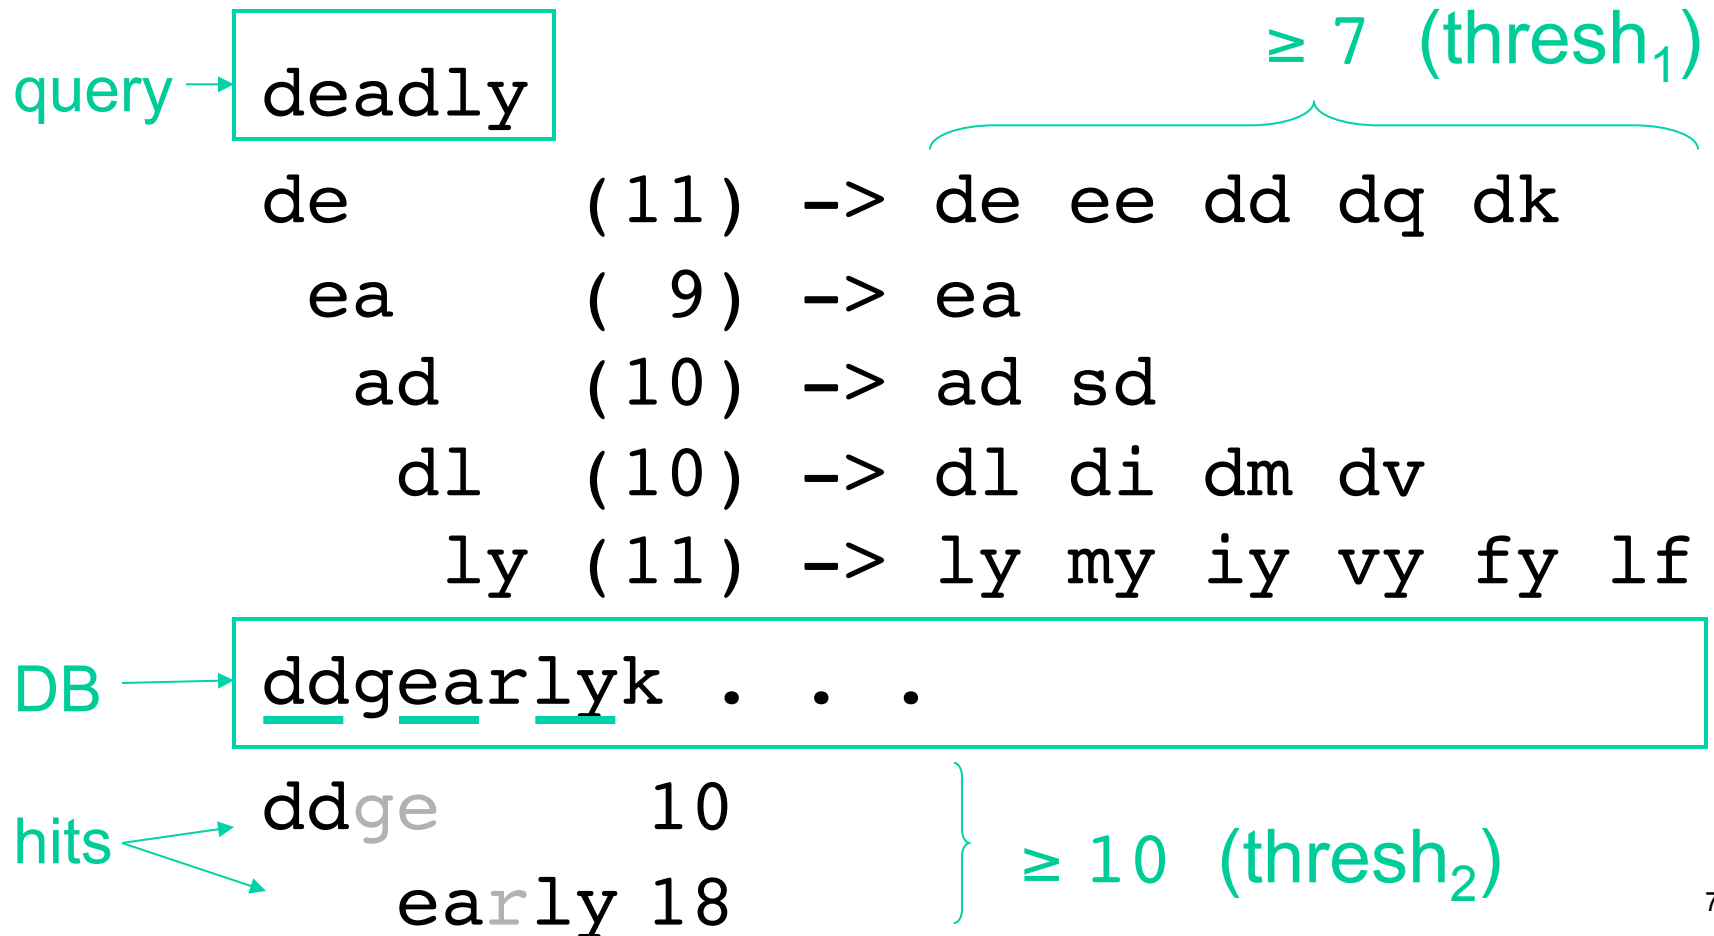 ≥ 7 (thresh₁)
query deadly
de (11) -> de ee dd dq dk
ea ( 9) -> ea
ad (10) -> ad sd
dl (10) -> dl di dm dv
ly (11) -> ly my iy vy fy lf
DB ddgearlyk . . .
ddge 10
hits ≥ 10 (thresh₂)
early 18
7